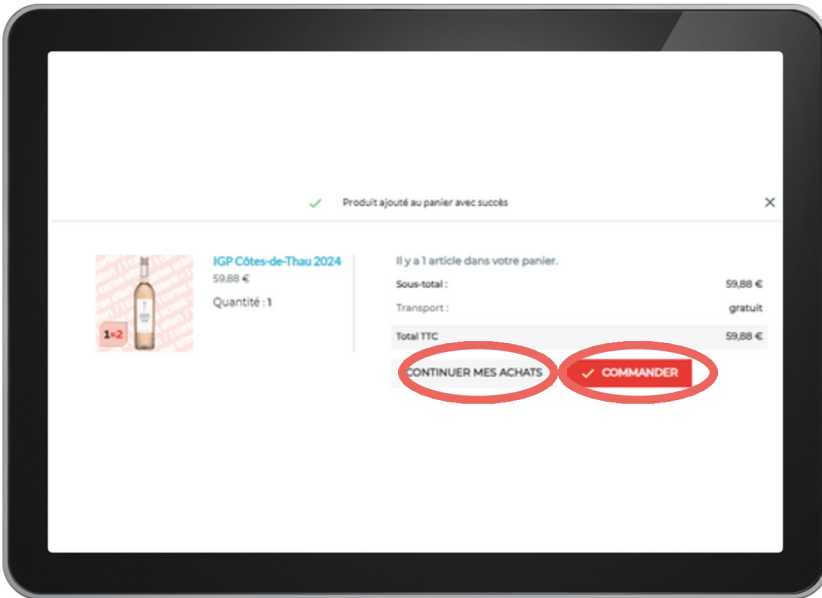 Produit ajouté au panier avec succès
IGP Côtes-de-Thau 2024
59,88 €
Quantité : 1
1=2
Il y a 1 article dans votre panier.
Sous-total : 59,88 €
Transport : gratuit
Total TTC 59,88 €
CONTINUER MES ACHATS
COMMANDER